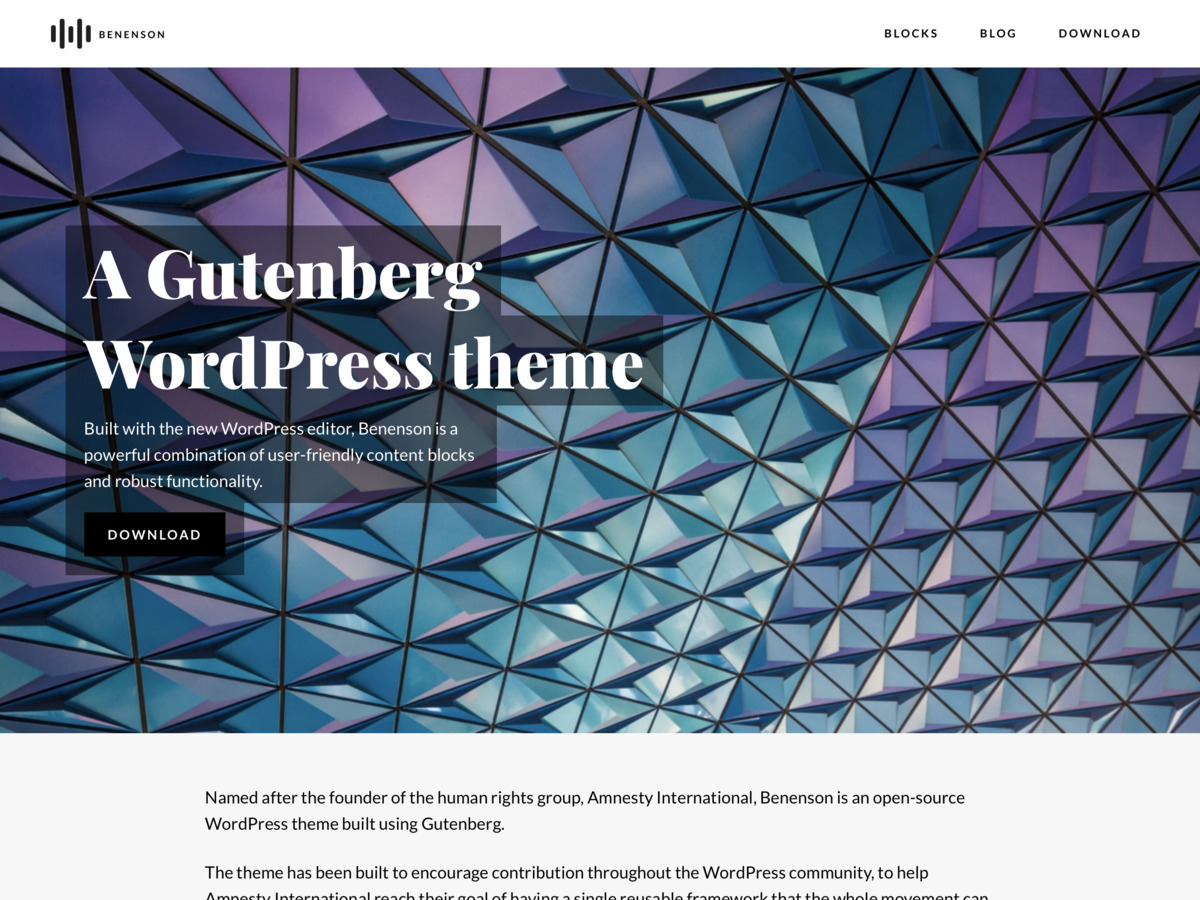 BENENSON
BLOCKS BLOG DOWNLOAD
A Gutenberg
WordPress theme
Built with the new WordPress editor, Benenson is a
powerful combination of user-friendly content blocks
and robust functionality.
DOWNLOAD
Named after the founder of the human rights group, Amnesty International, Benenson is an open-source
WordPress theme built using Gutenberg.
The theme has been built to encourage contribution throughout the WordPress community, to help
Amnesty International reach their goal of having a single reusable framework that the whole movement can